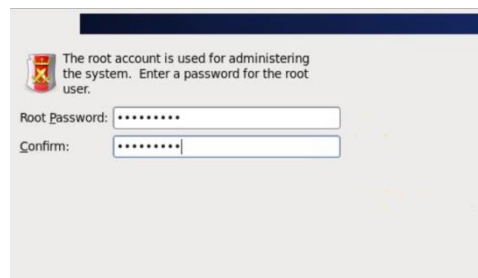 The root account is used for administering
the system. Enter a password for the root
user.
Root Password: •••••••••
Confirm: •••••••••